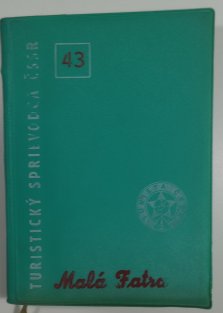 TURISTICKÝ SPRIEVODCA ČSSR
43
Malá Fatra